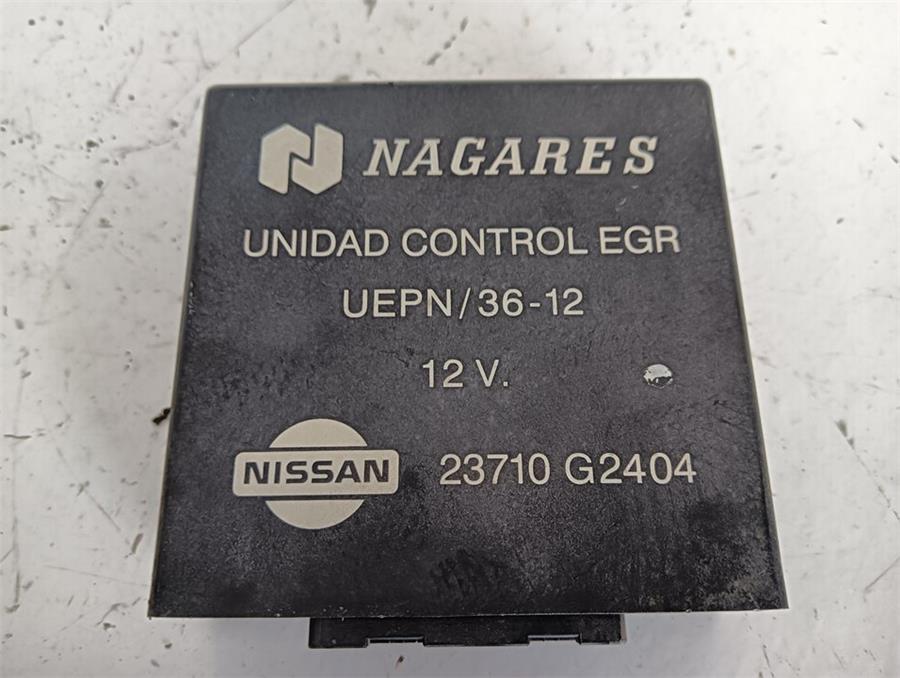 NAGARES
UNIDAD CONTROL EGR
UEPN/36-12
12 V.
NISSAN 23710 G2404